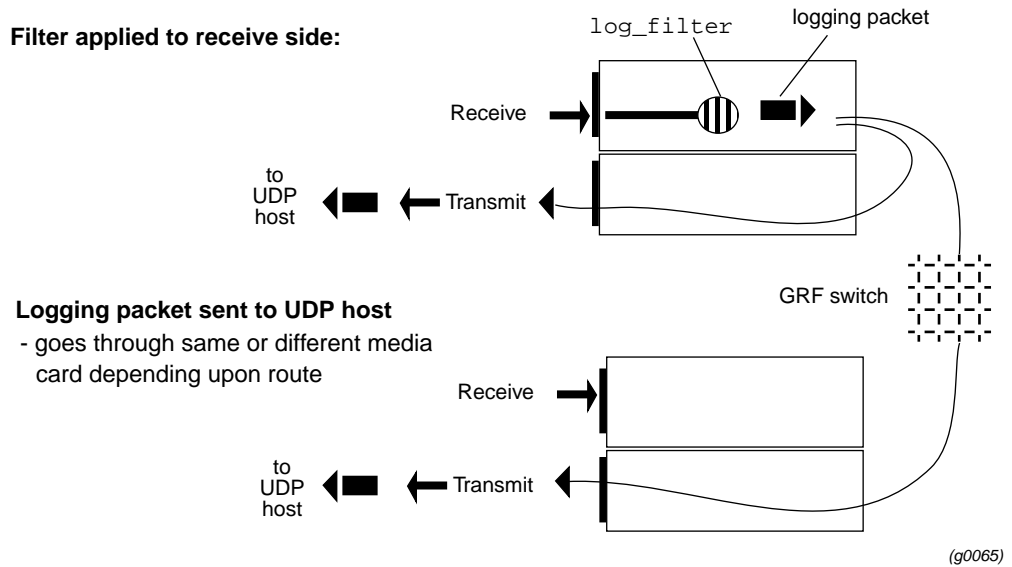 Filter applied to receive side:
log_filter
logging packet
Receive
to
UDP
host
Transmit
GRF switch
Logging packet sent to UDP host
- goes through same or different media
card depending upon route
Receive
to
UDP
host
Transmit
(g0065)